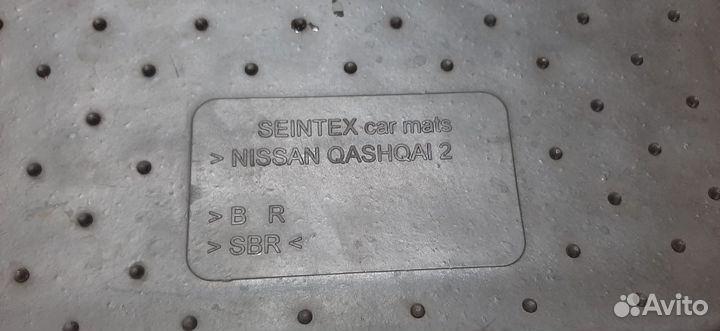 SEINTEX car mats
> NISSAN QASHQAI 2
> B R
> SBR <
Avito